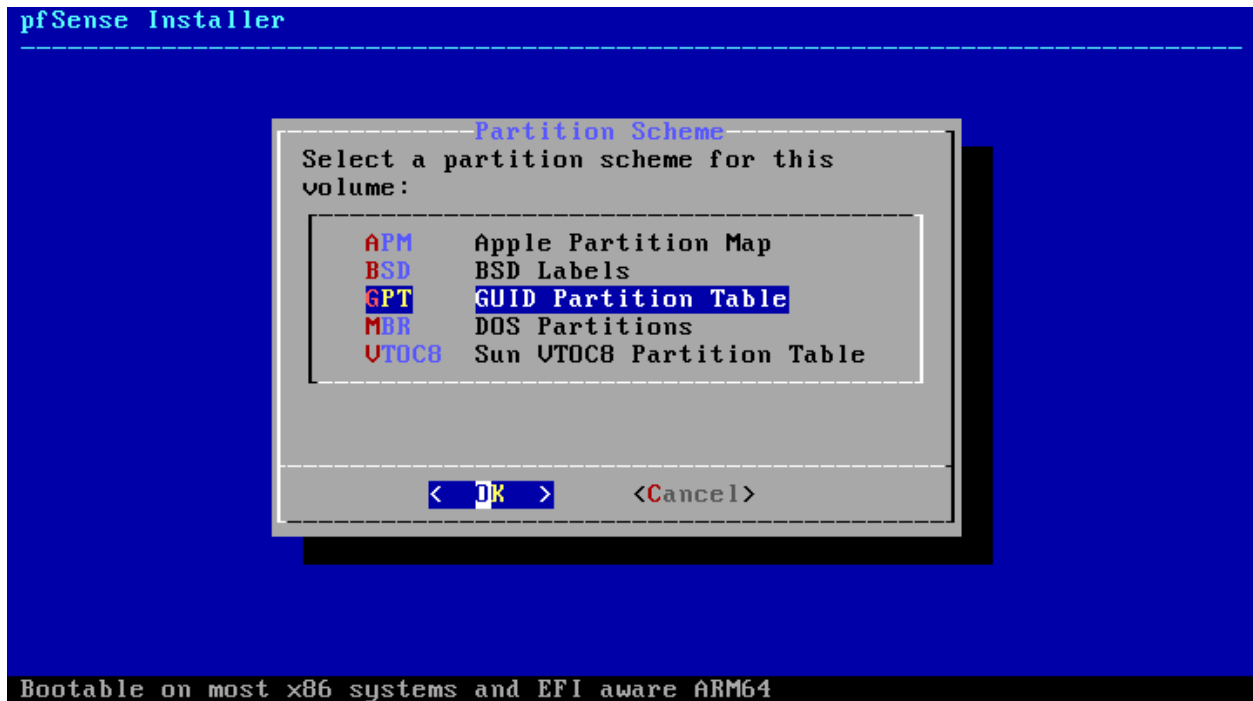 pfSense Installer
Partition Scheme
Select a partition scheme for this
volume:
APM Apple Partition Map
BSD BSD Labels
GPT GUID Partition Table
MBR DOS Partitions
VTOC8 Sun VTOC8 Partition Table
< OK > <Cancel>
Bootable on most x86 systems and EFI aware ARM64